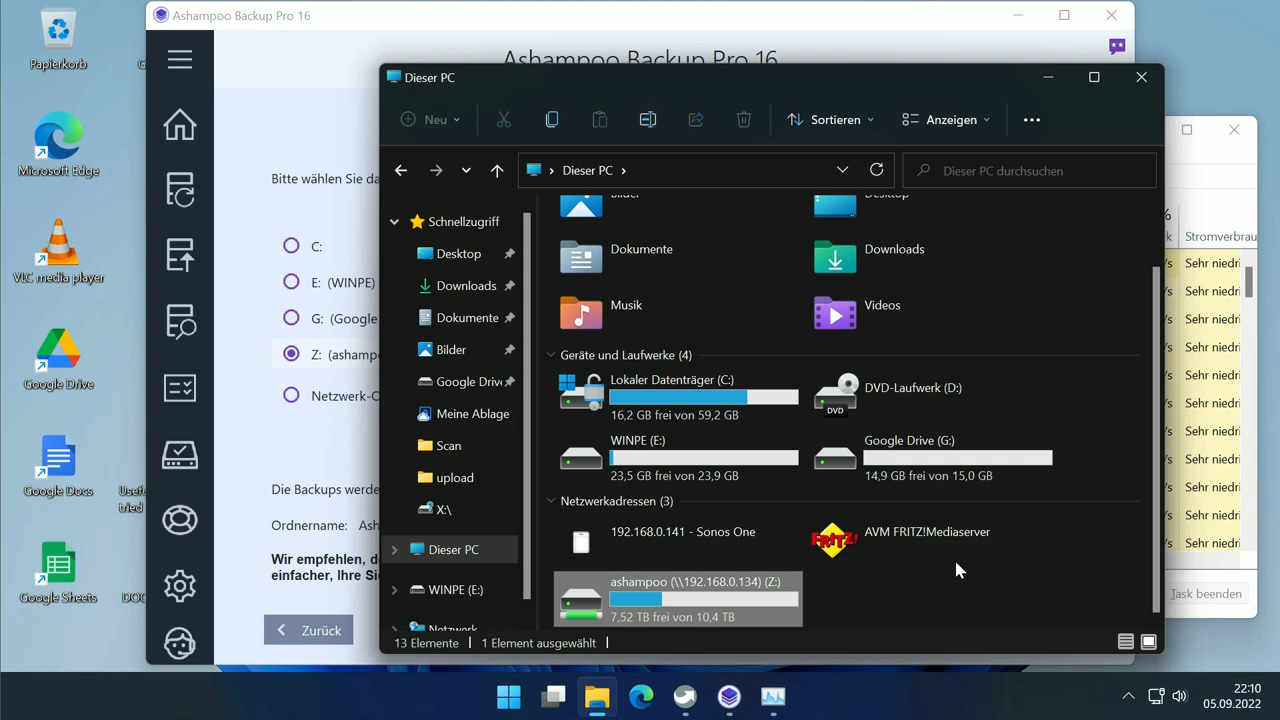 Papierkorb
Microsoft Edge
VLC media player
Google Drive
Google Docs
Google Sheets
Ashampoo Backup Pro 16
Ashampoo Backup Pro 16
Bitte wählen Sie
C:
E: (WINPE)
G: (Google
Z:
Die Backups
Ordnername:
Wir empfehlen,
einfacher, Ihre
Zurück
Dieser PC
Neu
Sortieren
Anzeigen
Dieser PC
Dieser PC durchsuchen
Schnellzugriff
Desktop
Downloads
Dokumente
Bilder
Google Drive
Meine Ablage
Scan
upload
X:\
Dieser PC
WINPE (E:)
Netzwerk
Bilder
Desktop
Dokumente
Downloads
Musik
Videos
Geräte und Laufwerke (4)
Lokaler Datenträger (C:)
16,2 GB frei von 59,2 GB
DVD-Laufwerk (D:)
DVD
WINPE (E:)
23,5 GB frei von 23,9 GB
Google Drive (G:)
14,9 GB frei von 15,0 GB
Netzwerkadressen (3)
192.168.0.141 - Sonos One
FRITZ!
AVM FRITZ!Mediaserver
ashampoo (\\192.168.0.134) (Z:)
7,52 TB frei von 10,4 TB
13 Elemente
1 Element ausgewählt
%
Stromverbrau
Sehr niedri
Sehr niedri
Sehr niedri
Sehr niedri
Sehr niedri
Sehr niedri
Sehr niedri
Sehr niedri
Sehr niedri
Sehr niedri
Sehr niedri
Task beenden
22:10
05.09.2022